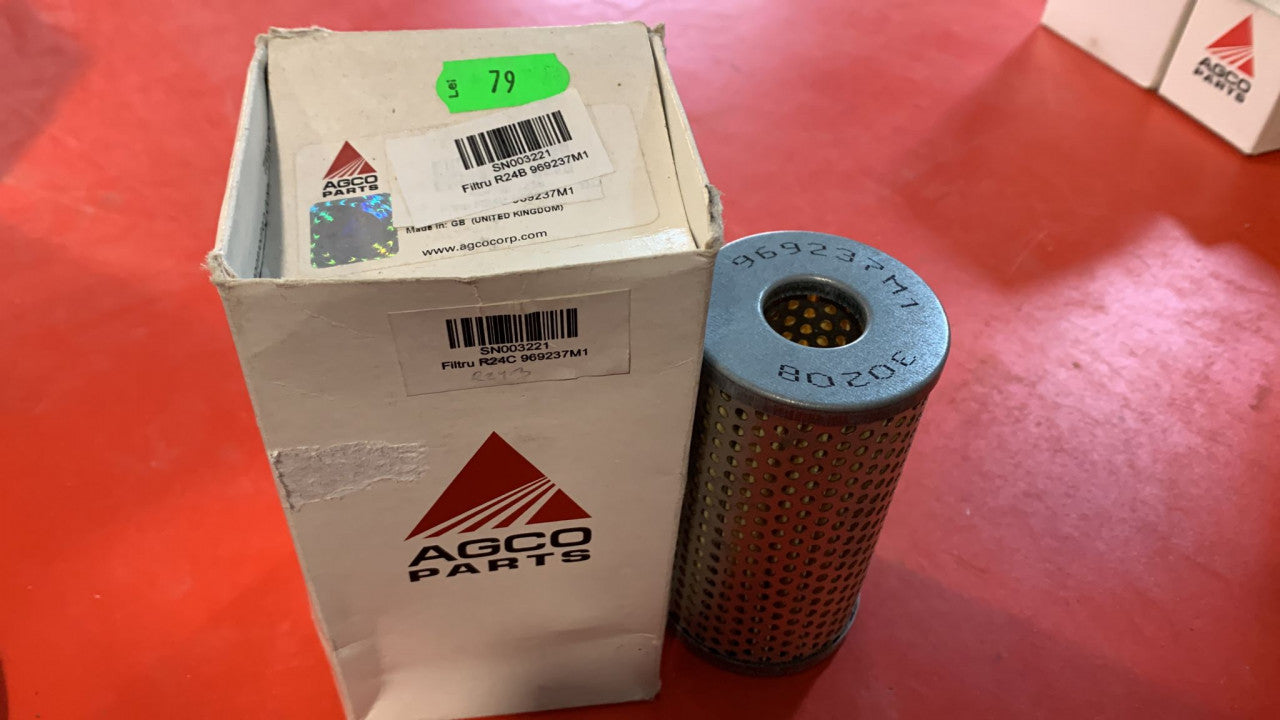 Lei 79
SN003221
Filtru R24B 969237M1
AGCO
PARTS
969237M1
Made in: GB (UNITED KINGDOM)
www.agcocorp.com
SN003221
Filtru R24C 969237M1
AGCO
PARTS
969237M1
30208
AGCO
PARTS